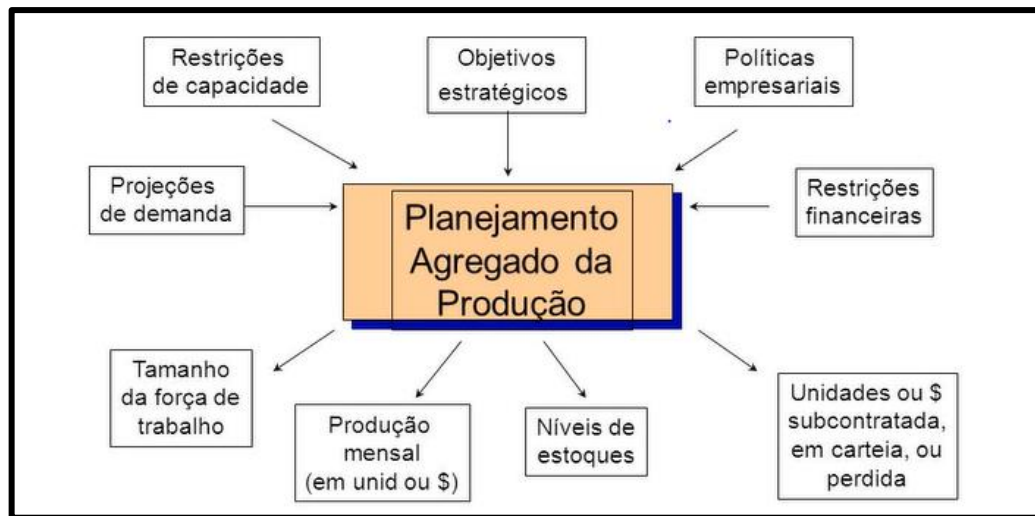 Restrições
de capacidade
Objetivos
estratégicos
Políticas
empresariais
Projeções
de demanda
Planejamento
Agregado da
Produção
Restrições
financeiras
Tamanho
da força de
trabalho
Produção
mensal
(em unid ou $)
Níveis de
estoques
Unidades ou $
subcontratada,
em carteia, ou
perdida